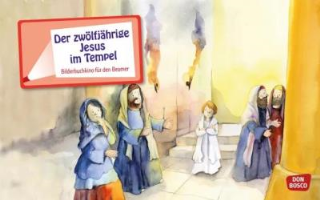 Der zwölfjährige
Jesus
im Tempel
Bilderbuchkino für den Beamer
DON
BOSCO